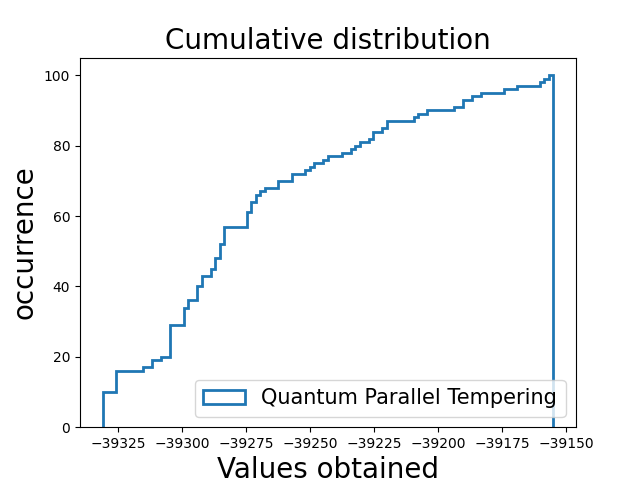 Cumulative distribution
occurrence
100
80
60
40
20
0
Quantum Parallel Tempering
−39325 −39300 −39275 −39250 −39225 −39200 −39175 −39150
Values obtained